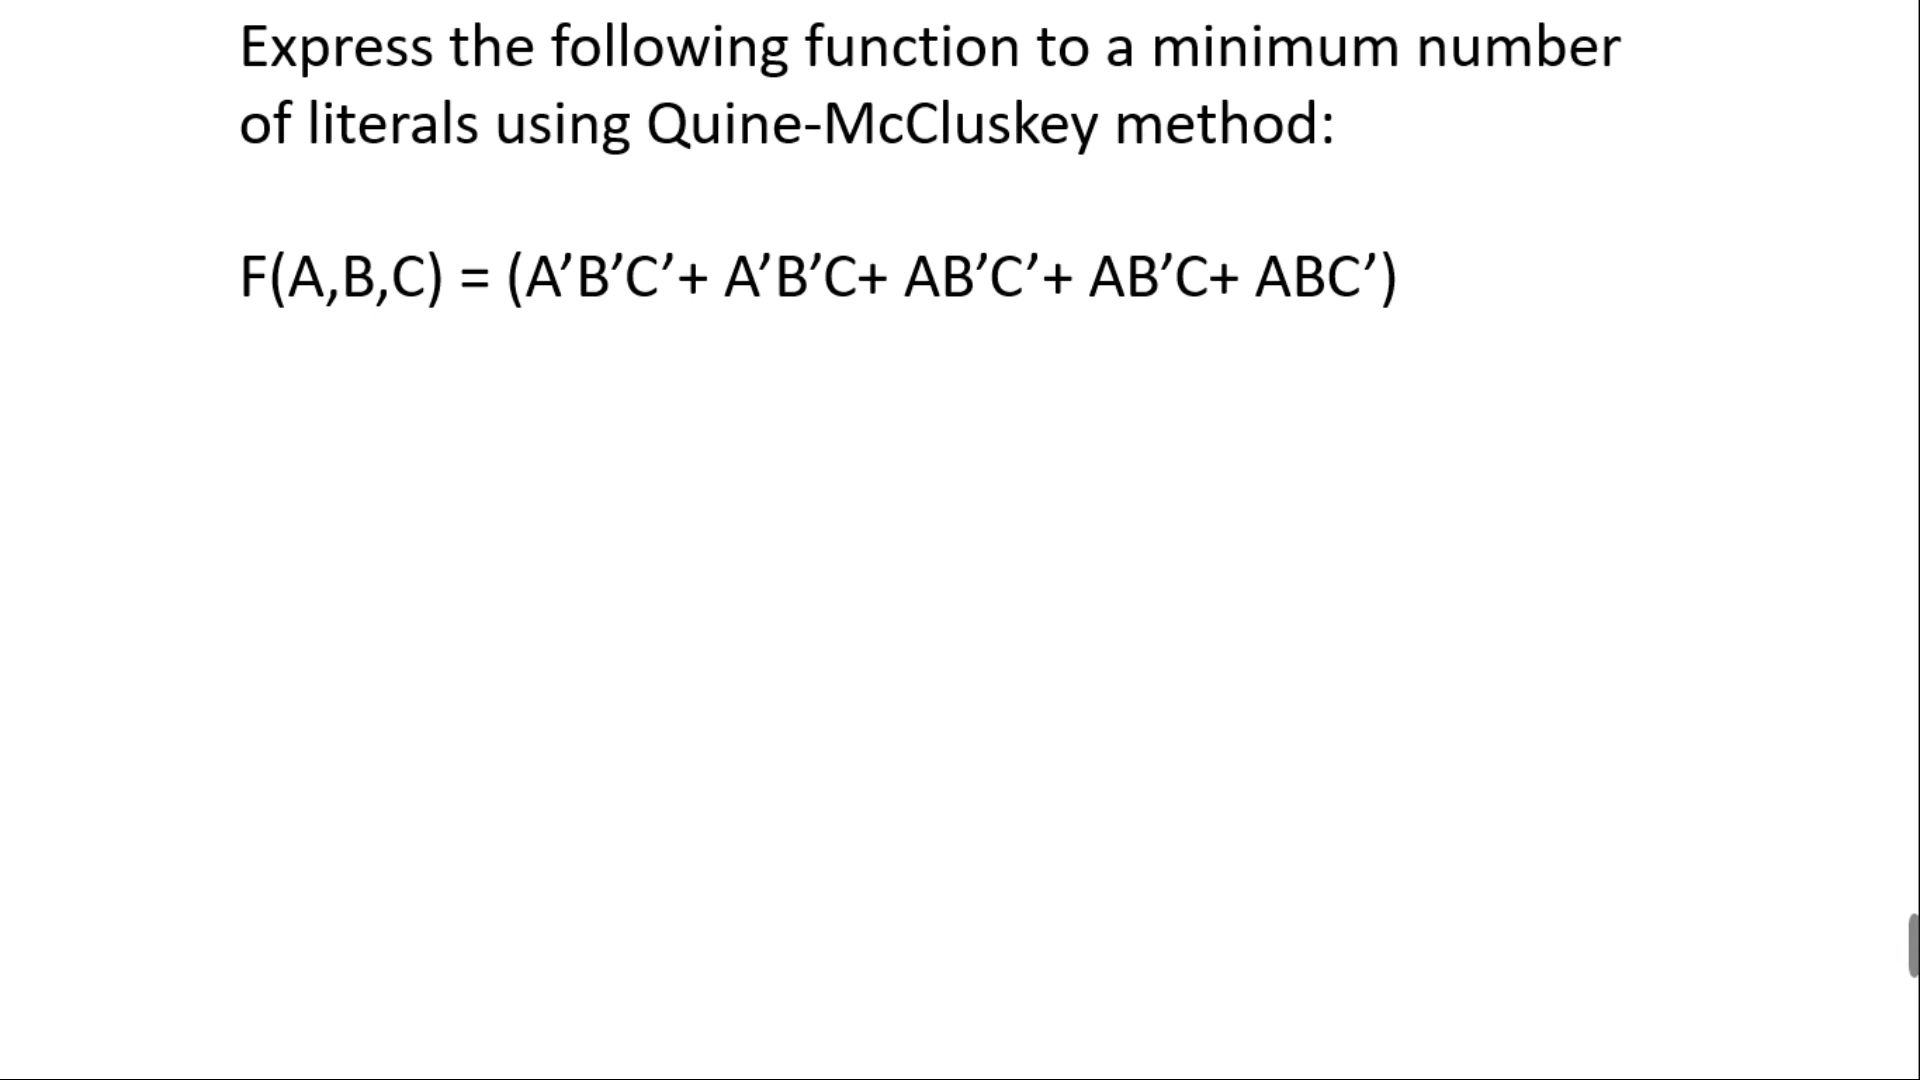 Express the following function to a minimum number
of literals using Quine-McCluskey method:
F(A,B,C) = (A’B’C’+ A’B’C+ AB’C’+ AB’C+ ABC’)